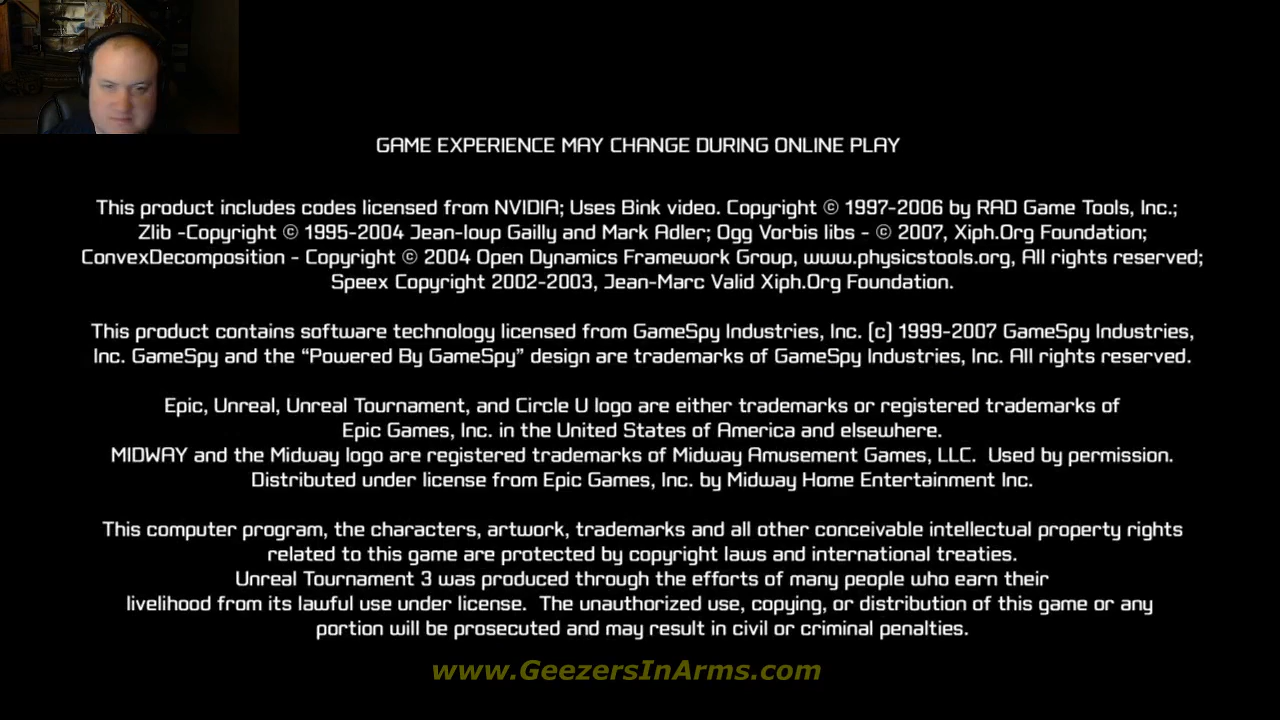 GAME EXPERIENCE MAY CHANGE DURING ONLINE PLAY
This product includes codes licensed from NVIDIA; Uses Bink video. Copyright © 1997-2006 by RAD Game Tools, Inc.;
Zlib -Copyright © 1995-2004 Jean-loup Gailly and Mark Adler; Ogg Vorbis libs - © 2007, Xiph.Org Foundation;
ConvexDecomposition - Copyright © 2004 Open Dynamics Framework Group, www.physicstools.org, All rights reserved;
Speex Copyright 2002-2003, Jean-Marc Valid Xiph.Org Foundation.
This product contains software technology licensed from GameSpy Industries, Inc. (c) 1999-2007 GameSpy Industries,
Inc. GameSpy and the “Powered By GameSpy” design are trademarks of GameSpy Industries, Inc. All rights reserved.
Epic, Unreal, Unreal Tournament, and Circle U logo are either trademarks or registered trademarks of
Epic Games, Inc. in the United States of America and elsewhere.
MIDWAY and the Midway logo are registered trademarks of Midway Amusement Games, LLC. Used by permission.
Distributed under license from Epic Games, Inc. by Midway Home Entertainment Inc.
This computer program, the characters, artwork, trademarks and all other conceivable intellectual property rights
related to this game are protected by copyright laws and international treaties.
Unreal Tournament 3 was produced through the efforts of many people who earn their
livelihood from its lawful use under license. The unauthorized use, copying, or distribution of this game or any
portion will be prosecuted and may result in civil or criminal penalties.
www.GeezersInArms.com